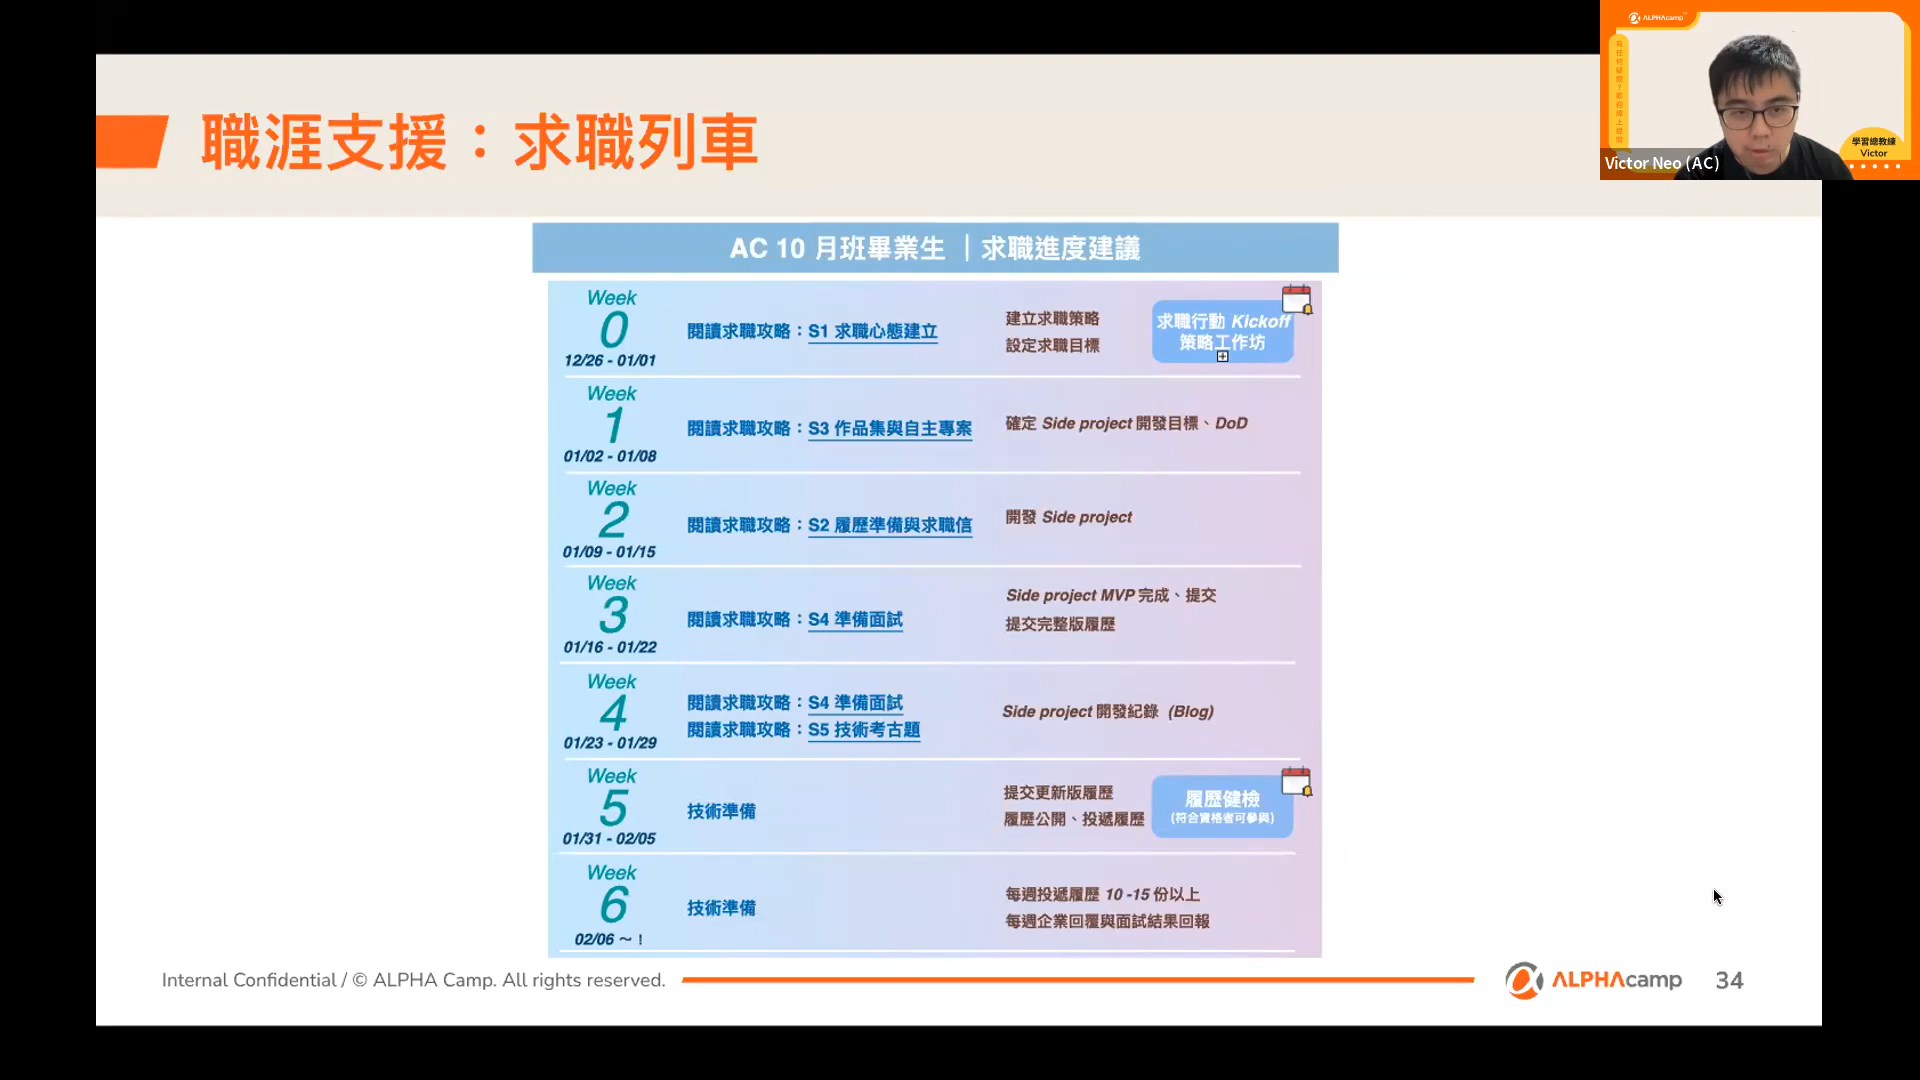 職涯支援：求職列車
AC 10 月班畢業生 ｜求職進度建議
Week
0
12/26 - 01/01
閱讀求職攻略：S1 求職心態建立
建立求職策略
設定求職目標
求職行動 Kickoff
策略工作坊
Week
1
01/02 - 01/08
閱讀求職攻略：S3 作品集與自主專案
確定 Side project 開發目標、DoD
Week
2
01/09 - 01/15
閱讀求職攻略：S2 履歷準備與求職信
開發 Side project
Week
3
01/16 - 01/22
閱讀求職攻略：S4 準備面試
Side project MVP 完成、提交
提交完整版履歷
Week
4
01/23 - 01/29
閱讀求職攻略：S4 準備面試
閱讀求職攻略：S5 技術考古題
Side project 開發紀錄 (Blog)
Week
5
01/31 - 02/05
技術準備
提交更新版履歷
履歷公開、投遞履歷
履歷健檢
(符合資格者可參與)
Week
6
02/06 ～ !
技術準備
每週投遞履歷 10 -15 份以上
每週企業回覆與面試結果回報
Internal Confidential / © ALPHA Camp. All rights reserved.
ALPHAcamp
34
ALPHAcamp
學習總教練
Victor
Victor Neo (AC)